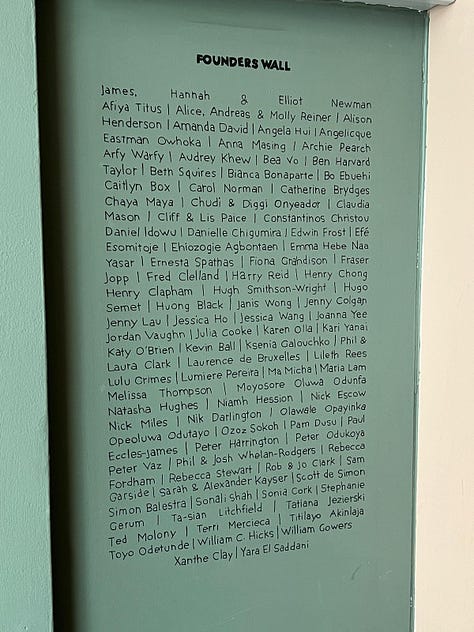 FOUNDERS WALL
James, Hannah & Elliot Newman
Afiya Titus | Alice, Andreas & Molly Reiner | Alison
Henderson | Amanda David | Angela Hui | Angelicque
Eastman Owhoka | Anna Masing | Archie Pearch
Arfy Warfy | Audrey Khew | Bea Vo | Ben Harvard
Taylor | Beth Squires | Bianca Bonaparte | Bo Ebuehi
Caitlyn Box | Carol Norman | Catherine Brydges
Chaya Maya | Chudi & Diggi Onyeador | Claudia
Mason | Cliff & Lis Paice | Constantinos Christou
Daniel Idowu | Danielle Chigumira | Edwin Frost | Efé
Esomitoje | Ehiozogie Agbontaen | Emma Hebe Naa
Yasar | Ernesta Spathas | Fiona Grandison | Fraser
Jopp | Fred Clelland | Harry Reid | Henry Chong
Henry Clapham | Hugh Smithson-Wright | Hugo
Semet | Huong Black | Janis Wong | Jenny Colgan
Jenny Lau | Jessica Ho | Jessica Wang | Joanna Yee
Jordan Vaughn | Julia Cooke | Karen Olla | Kari Yanai
Katy O'Brien | Kevin Ball | Ksenia Galouchko | Phil &
Laura Clark | Laurence de Bruxelles | Lileth Rees
Lulu Grimes | Lumiere Pereira | Ma Micha | Maria Lam
Melissa Thompson | Moyosore Oluwa Odunfa
Natasha Hughes | Niamh Hession | Nick Escow
Nick Miles | Nik Darlington | Olawale Opayinka
Opeoluwa Odutayo | Ozoz Sokoh | Pam Dusu | Paul
Eccles-James | Peter Harrington | Peter Odukoya
Peter Vaz | Phil & Josh Whelan-Rodgers | Rebecca
Fordham | Rebecca Stewart | Rob & Jo Clark | Sam
Garside | Sarah & Alexander Kayser | Scott de Simon
Simon Balestra | Sonali Shah | Sonia Cork | Stephanie
Gerum | Ta-sian Litchfield | Tatiana Jezierski
Ted Molony | Terri Mercieca | Titilayo Akinlaja
Toyo Odetunde | William C. Hicks | William Gowers
Xanthe Clay | Yara El Saddani